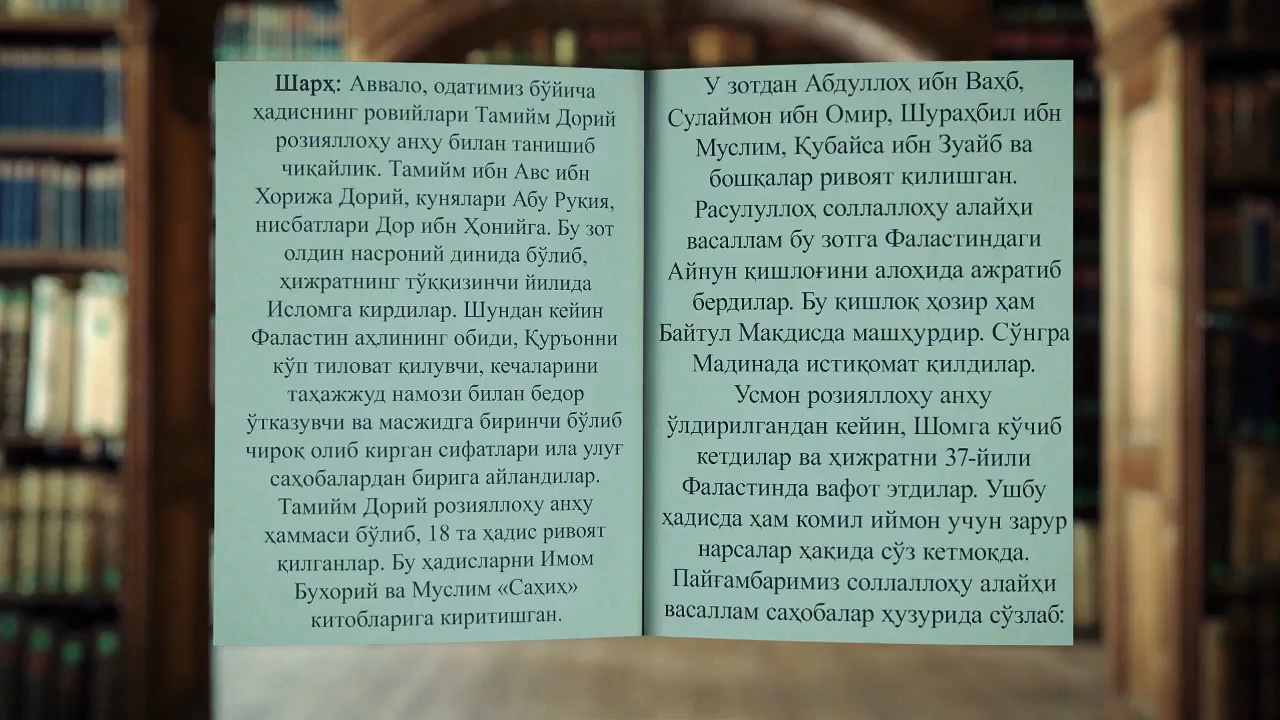 Шарҳ: Аввало, одатимиз бўйича
ҳадиснинг ровийлари Тамийм Дорий
розияллоҳу анҳу билан танишиб
чиқайлик. Тамийм ибн Авс ибн
Хорижа Дорий, кунялари Абу Руқия,
нисбатлари Дор ибн Ҳонийга. Бу зот
олдин насроний динида бўлиб,
ҳижратнинг тўққизинчи йилида
Исломга кирдилар. Шундан кейин
Фаластин аҳлининг обиди, Қуръонни
кўп тиловат қилувчи, кечаларини
таҳажжуд намози билан бедор
ўтказувчи ва масжидга биринчи бўлиб
чироқ олиб кирган сифатлари ила улуғ
саҳобалардан бирига айландилар.
Тамийм Дорий розияллоҳу анҳу
ҳаммаси бўлиб, 18 та ҳадис ривоят
қилганлар. Бу ҳадисларни Имом
Бухорий ва Муслим «Саҳиҳ»
китобларига киритишган.
У зотдан Абдуллоҳ ибн Ваҳб,
Сулаймон ибн Омир, Шураҳбил ибн
Муслим, Қубайса ибн Зуайб ва
бошқалар ривоят қилишган.
Расулуллоҳ соллаллоҳу алайҳи
васаллам бу зотга Фаластиндаги
Айнун қишлоғини алоҳида ажратиб
бердилар. Бу қишлоқ ҳозир ҳам
Байтул Мақдисда машҳурдир. Сўнгра
Мадинада истиқомат қилдилар.
Усмон розияллоҳу анҳу
ўлдирилгандан кейин, Шомга кўчиб
кетдилар ва ҳижратни 37-йили
Фаластинда вафот этдилар. Ушбу
ҳадисда ҳам комил иймон учун зарур
нарсалар ҳақида сўз кетмоқда.
Пайғамбаримиз соллаллоҳу алайҳи
васаллам саҳобалар ҳузурида сўзлаб: